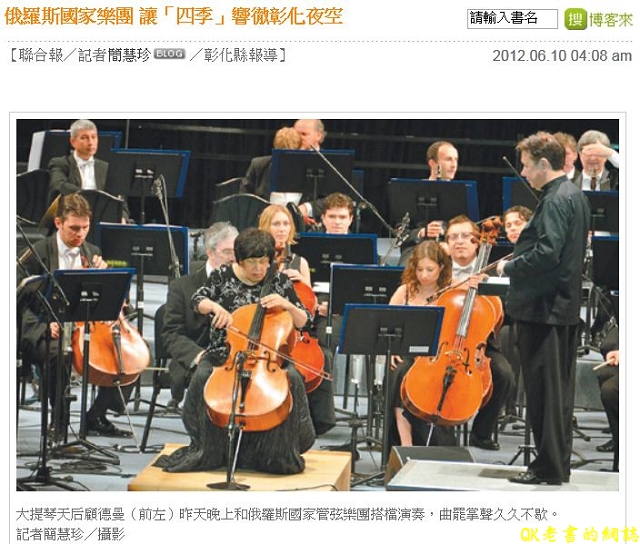 俄羅斯國家樂團 讓「四季」響徹彰化夜空
請輸入書名 搜 博客來
【聯合報／記者簡慧珍 BLOG ／彰化縣報導】 2012.06.10 04:08 am
大提琴天后顧德曼（前左）昨天晚上和俄羅斯國家管弦樂團搭檔演奏，曲罷掌聲久久不歇。
記者簡慧珍／攝影
OK老書的網誌